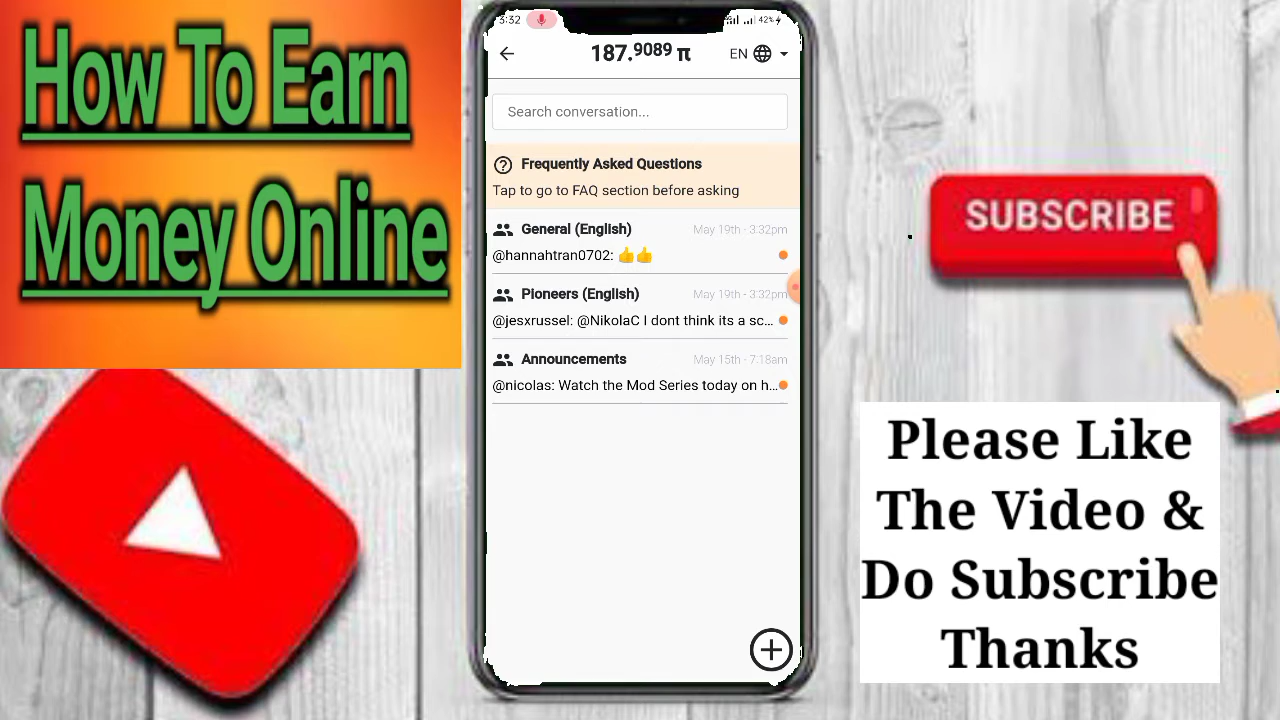 How To Earn
Money Online
3:32
42%
187.9089 π
EN
Search conversation...
Frequently Asked Questions
Tap to go to FAQ section before asking
General (English)
May 19th - 3:32pm
@hannahtran0702: 👍👍
Pioneers (English)
May 19th - 3:32pm
@jesxrussel: @NikolaC I dont think its a sc...
Announcements
May 15th - 7:18am
@nicolas: Watch the Mod Series today on h...
SUBSCRIBE
Please Like
The Video &
Do Subscribe
Thanks